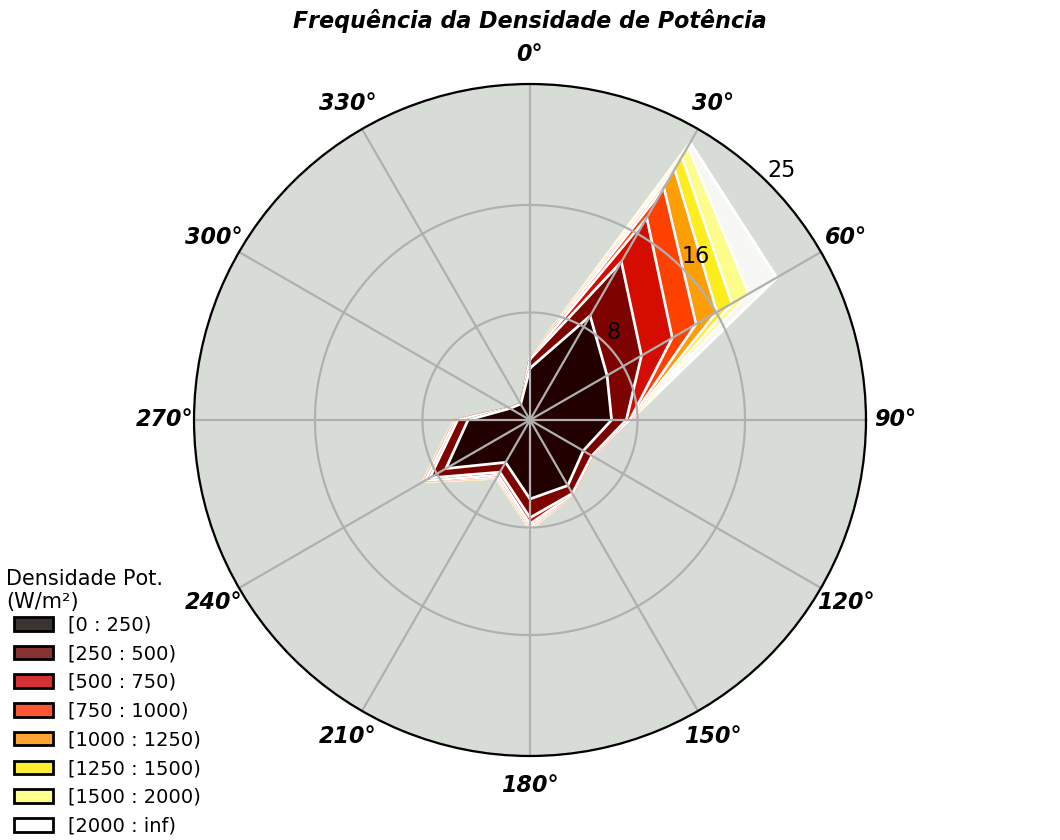 Frequência da Densidade de Potência
0°
330°
30°
25
300°
60°
16
8
270°
90°
240°
120°
210°
150°
180°
Densidade Pot.
(W/m²)
[0 : 250)
[250 : 500)
[500 : 750)
[750 : 1000)
[1000 : 1250)
[1250 : 1500)
[1500 : 2000)
[2000 : inf)